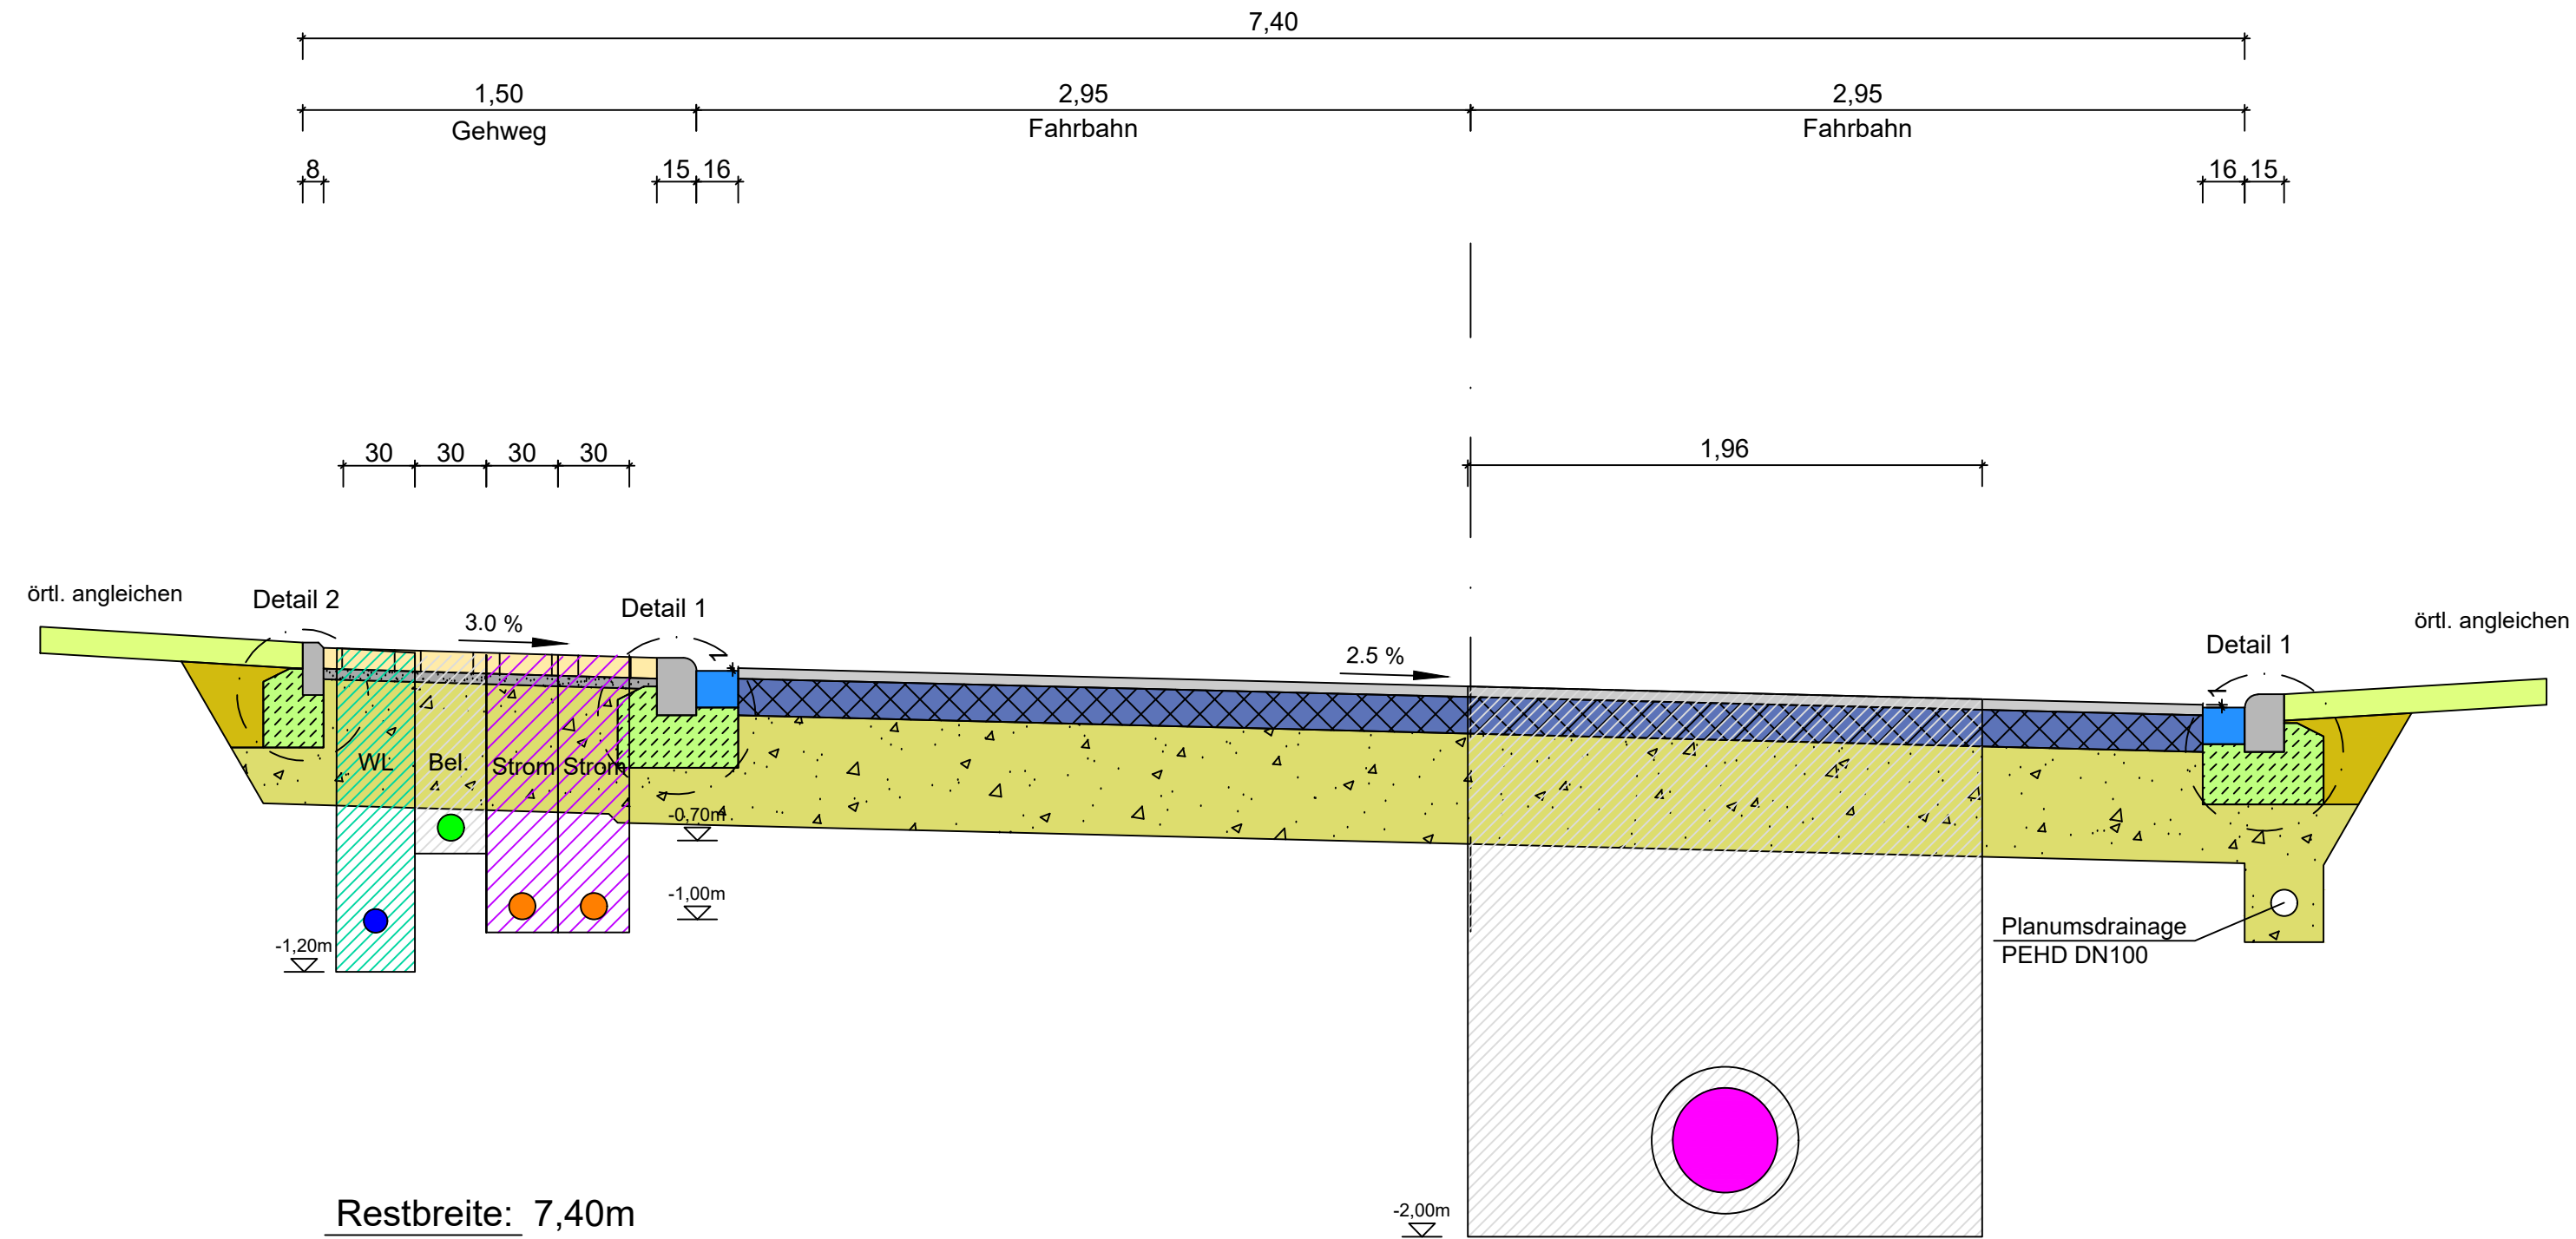 7,40
1,50
2,95
2,95
Gehweg
Fahrbahn
Fahrbahn
8
15
16
16
15
30
30
30
30
1,96
örtl. angleichen
Detail 2
3.0 %
Detail 1
2.5 %
Detail 1
örtl. angleichen
WL
Bel.
Strom
Strom
-0,70m
-1,00m
-1,20m
Planumsdrainage
PEHD DN100
-2,00m
Restbreite: 7,40m